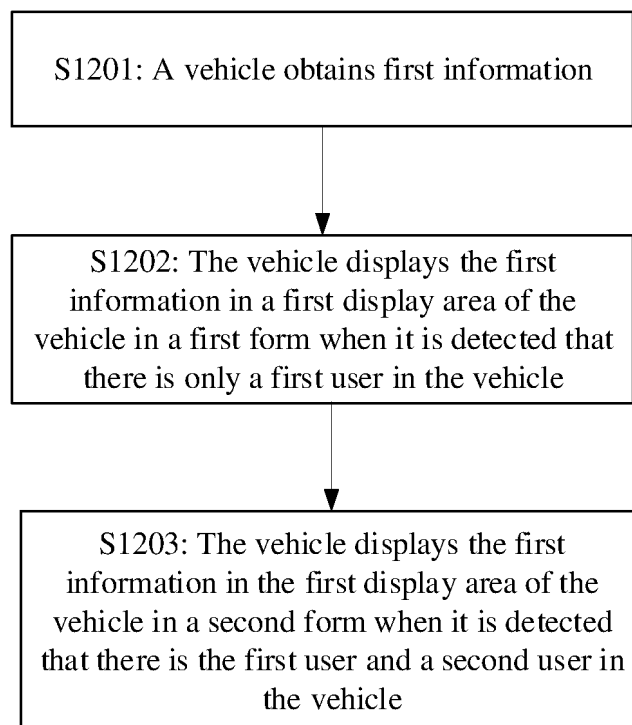 S1201: A vehicle obtains first information
S1202: The vehicle displays the first
information in a first display area of the
vehicle in a first form when it is detected that
there is only a first user in the vehicle
S1203: The vehicle displays the first
information in the first display area of the
vehicle in a second form when it is detected
that there is the first user and a second user in
the vehicle